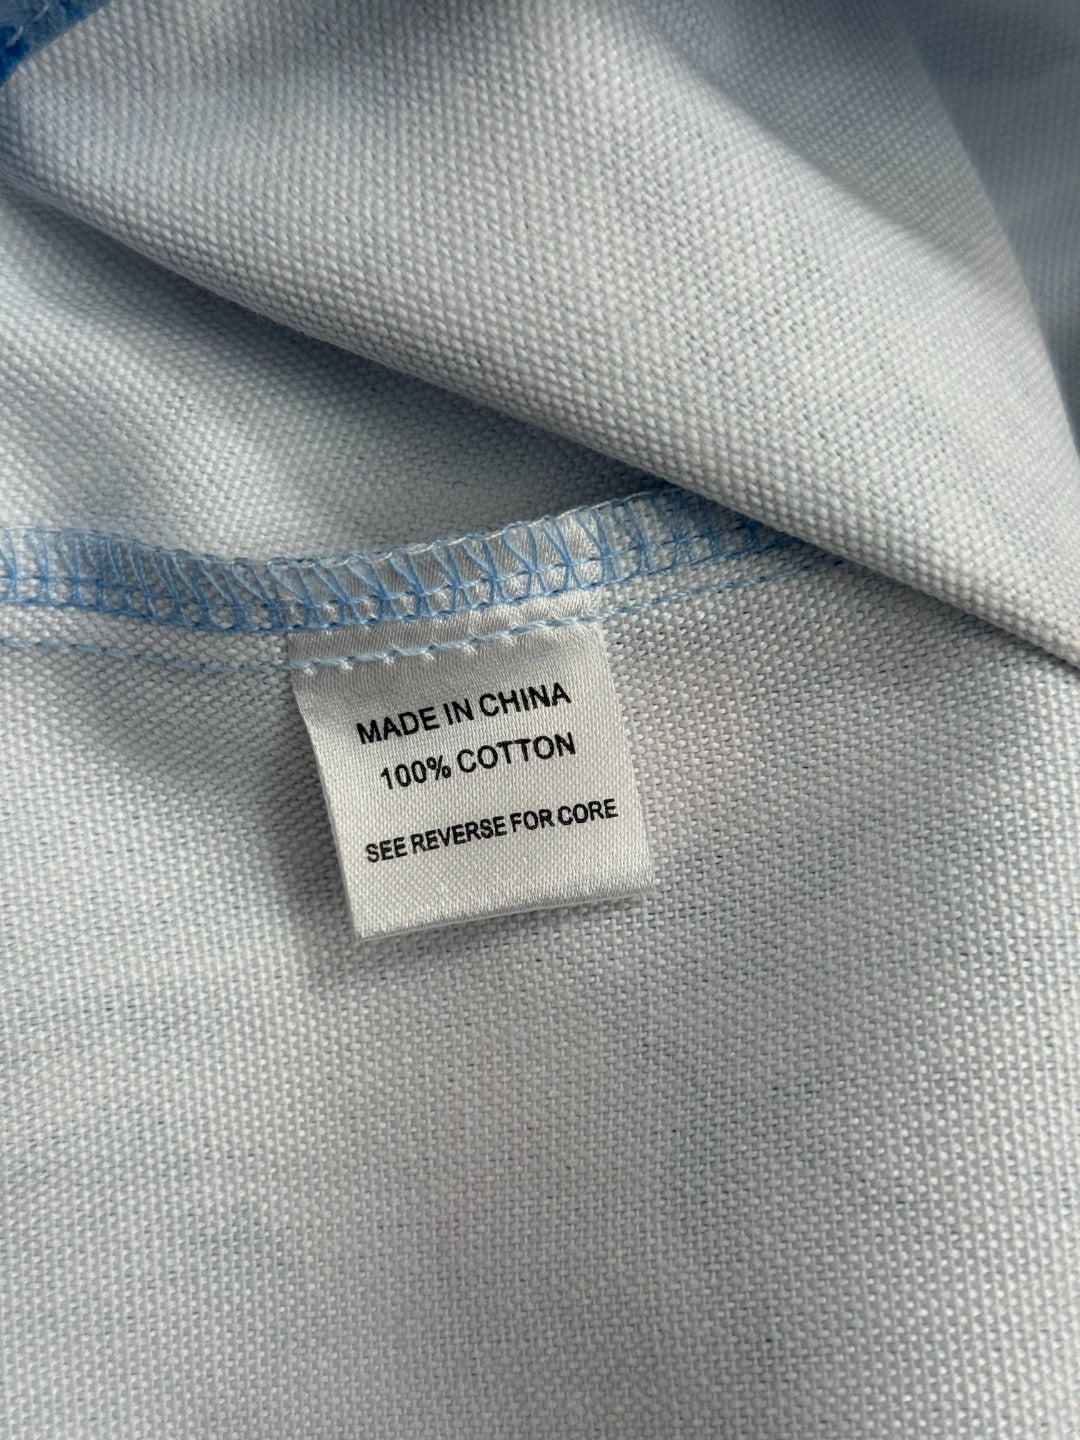 MADE IN CHINA
100% COTTON
SEE REVERSE FOR CORE